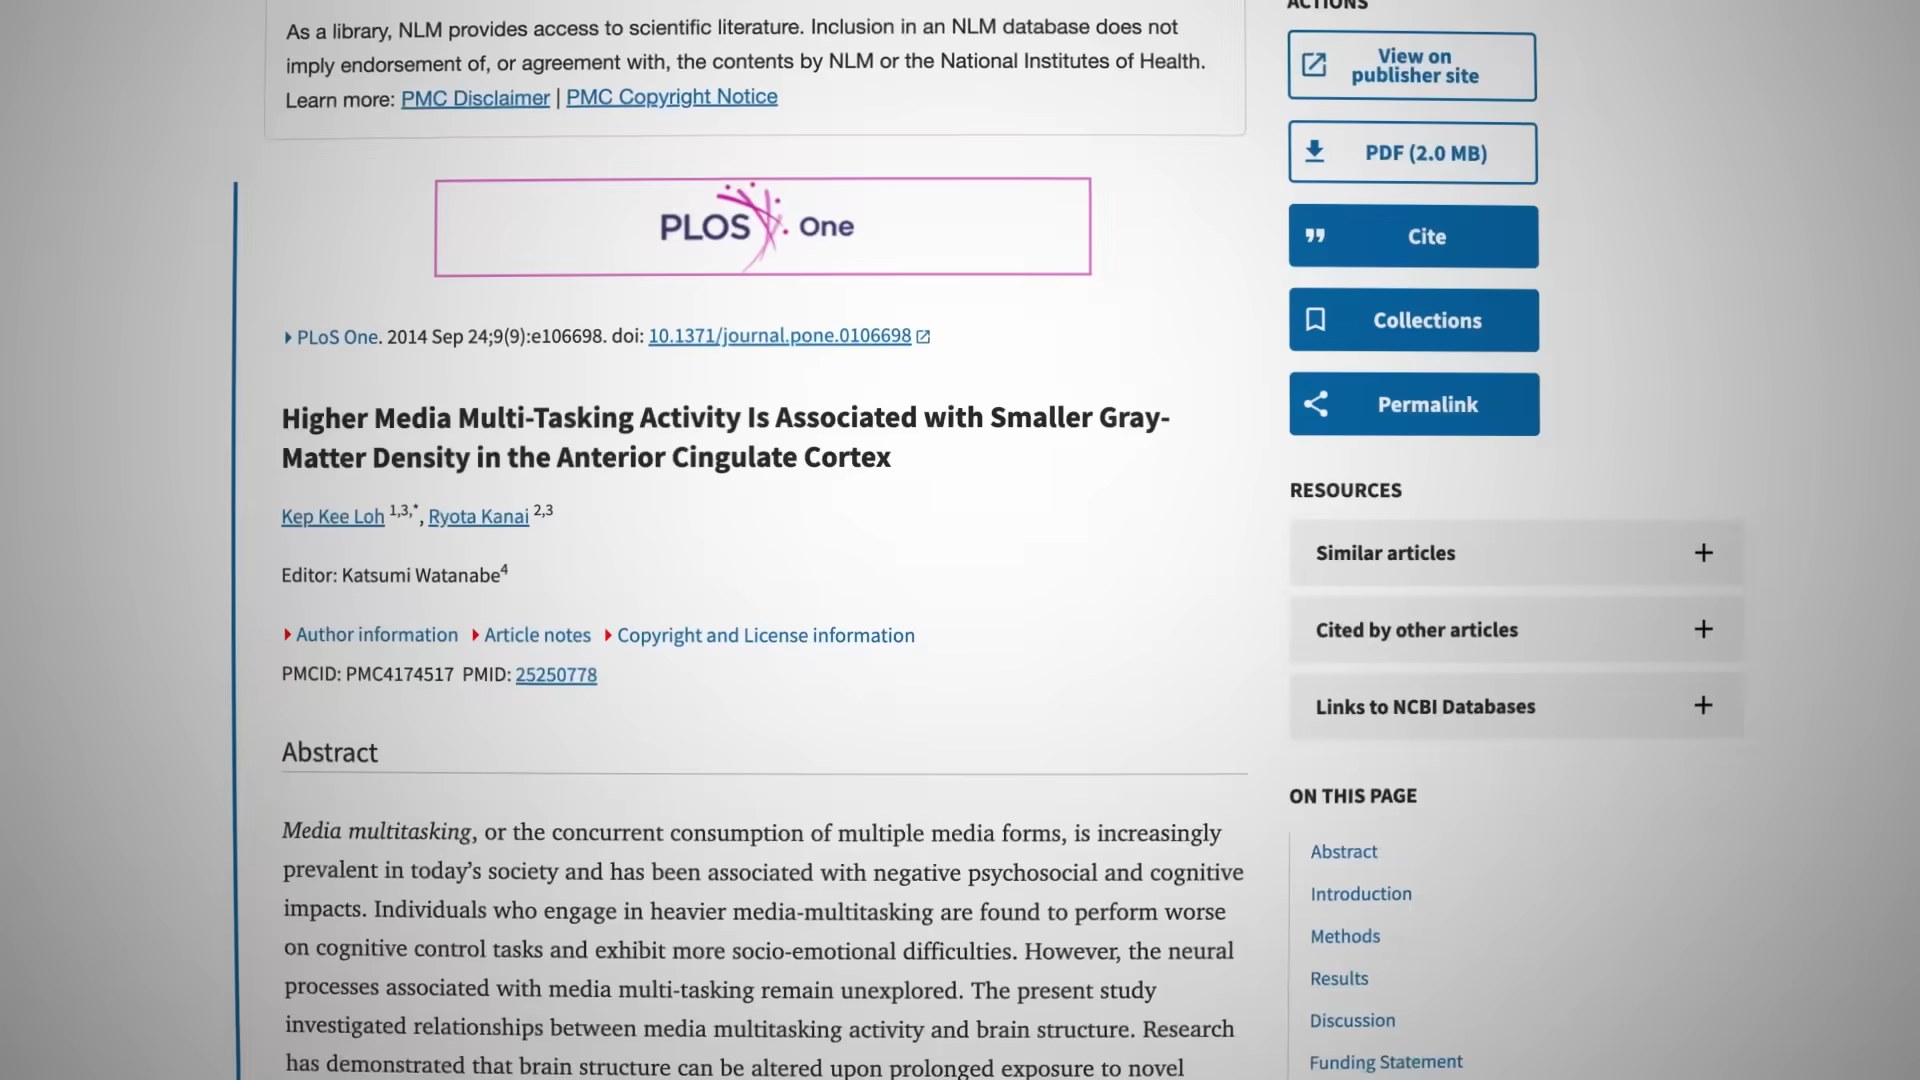 As a library, NLM provides access to scientific literature. Inclusion in an NLM database does not
imply endorsement of, or agreement with, the contents by NLM or the National Institutes of Health.
Learn more: PMC Disclaimer | PMC Copyright Notice
PLOS One
PLoS One. 2014 Sep 24;9(9):e106698. doi: 10.1371/journal.pone.0106698
Higher Media Multi-Tasking Activity Is Associated with Smaller Gray-
Matter Density in the Anterior Cingulate Cortex
Kep Kee Loh 1,3,*, Ryota Kanai 2,3
Editor: Katsumi Watanabe4
Author information Article notes Copyright and License information
PMCID: PMC4174517 PMID: 25250778
Abstract
Media multitasking, or the concurrent consumption of multiple media forms, is increasingly
prevalent in today's society and has been associated with negative psychosocial and cognitive
impacts. Individuals who engage in heavier media-multitasking are found to perform worse
on cognitive control tasks and exhibit more socio-emotional difficulties. However, the neural
processes associated with media multi-tasking remain unexplored. The present study
investigated relationships between media multitasking activity and brain structure. Research
has demonstrated that brain structure can be altered upon prolonged exposure to novel
ACTIONS
View on
publisher site
PDF (2.0 MB)
Cite
Collections
Permalink
RESOURCES
Similar articles +
Cited by other articles +
Links to NCBI Databases +
ON THIS PAGE
Abstract
Introduction
Methods
Results
Discussion
Funding Statement